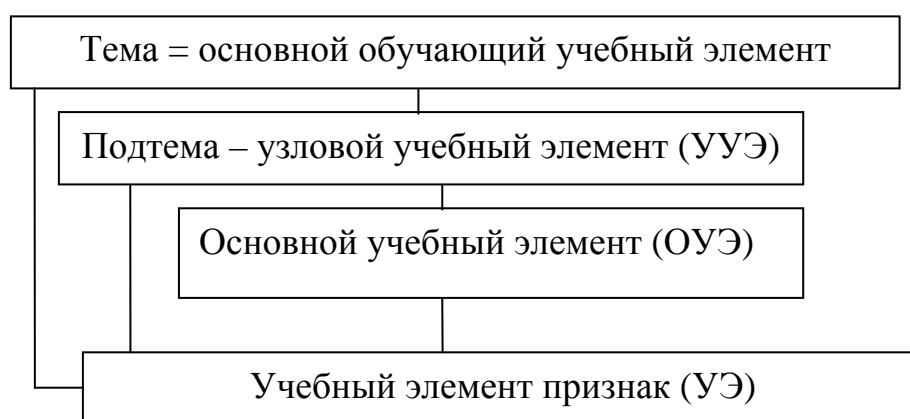 Тема = основной обучающий учебный элемент
Подтема – узловой учебный элемент (УУЭ)
Основной учебный элемент (ОУЭ)
Учебный элемент признак (УЭ)